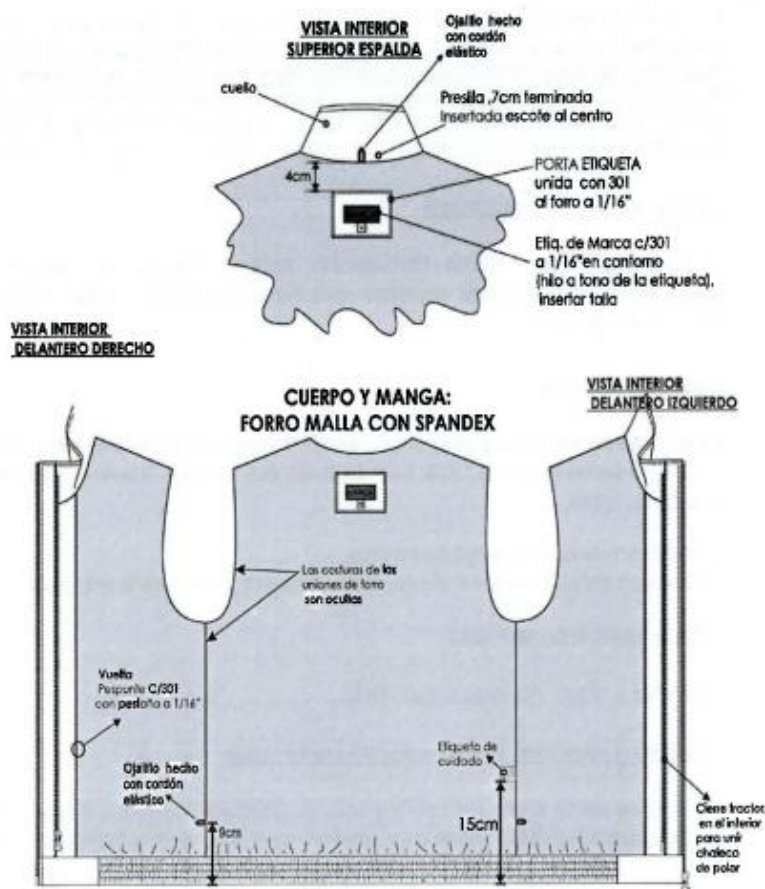 VISTA INTERIOR
SUPERIOR ESPALDA
Ojalillo hecho
con cordón
elástico
cuello
Presilla ,7cm terminada
Insertada escote al centro
4cm
PORTA ETIQUETA
unida con 301
al forro a 1/16"
Etiq. de Marca c/301
a 1/16"en contorno
(hilo a tono de la etiqueta),
insertar talla
VISTA INTERIOR
DELANTERO DERECHO
CUERPO Y MANGA:
FORRO MALLA CON SPANDEX
VISTA INTERIOR
DELANTERO IZQUIERDO
Las costuras de las
uniones de forro
son ocultas
Vuelta
Pespunte C/301
con pestaña a 1/16"
Ojalillo hecho
con cordón
elástico
9cm
Etiqueta de
cuidado
15cm
Cierre tractor,
en el interior
para unir
chaleco
de polar